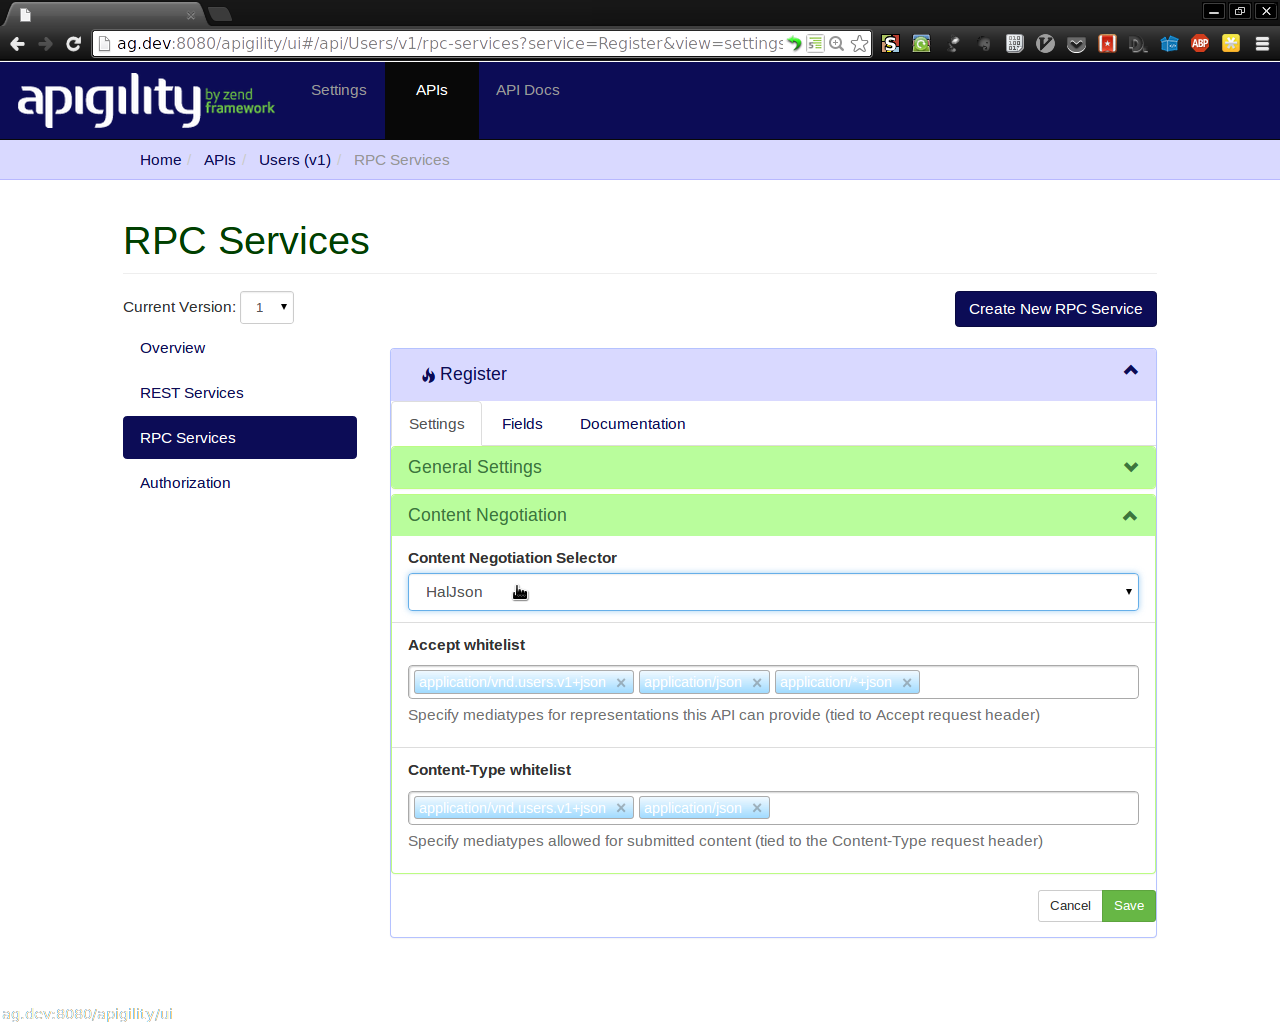 ag.dev:8080/apigility/ui#/api/Users/v1/rpc-services?service=Register&view=settings
apigility by zend framework
Settings
APIs
API Docs
Home / APIs / Users (v1) / RPC Services
RPC Services
Current Version: 1
Create New RPC Service
Overview
REST Services
RPC Services
Authorization
Register
Settings
Fields
Documentation
General Settings
Content Negotiation
Content Negotiation Selector
HalJson
Accept whitelist
application/vnd.users.v1+json × application/json × application/*+json ×
Specify mediatypes for representations this API can provide (tied to Accept request header)
Content-Type whitelist
application/vnd.users.v1+json × application/json ×
Specify mediatypes allowed for submitted content (tied to the Content-Type request header)
Cancel
Save
ag.dev:8080/apigility/ui